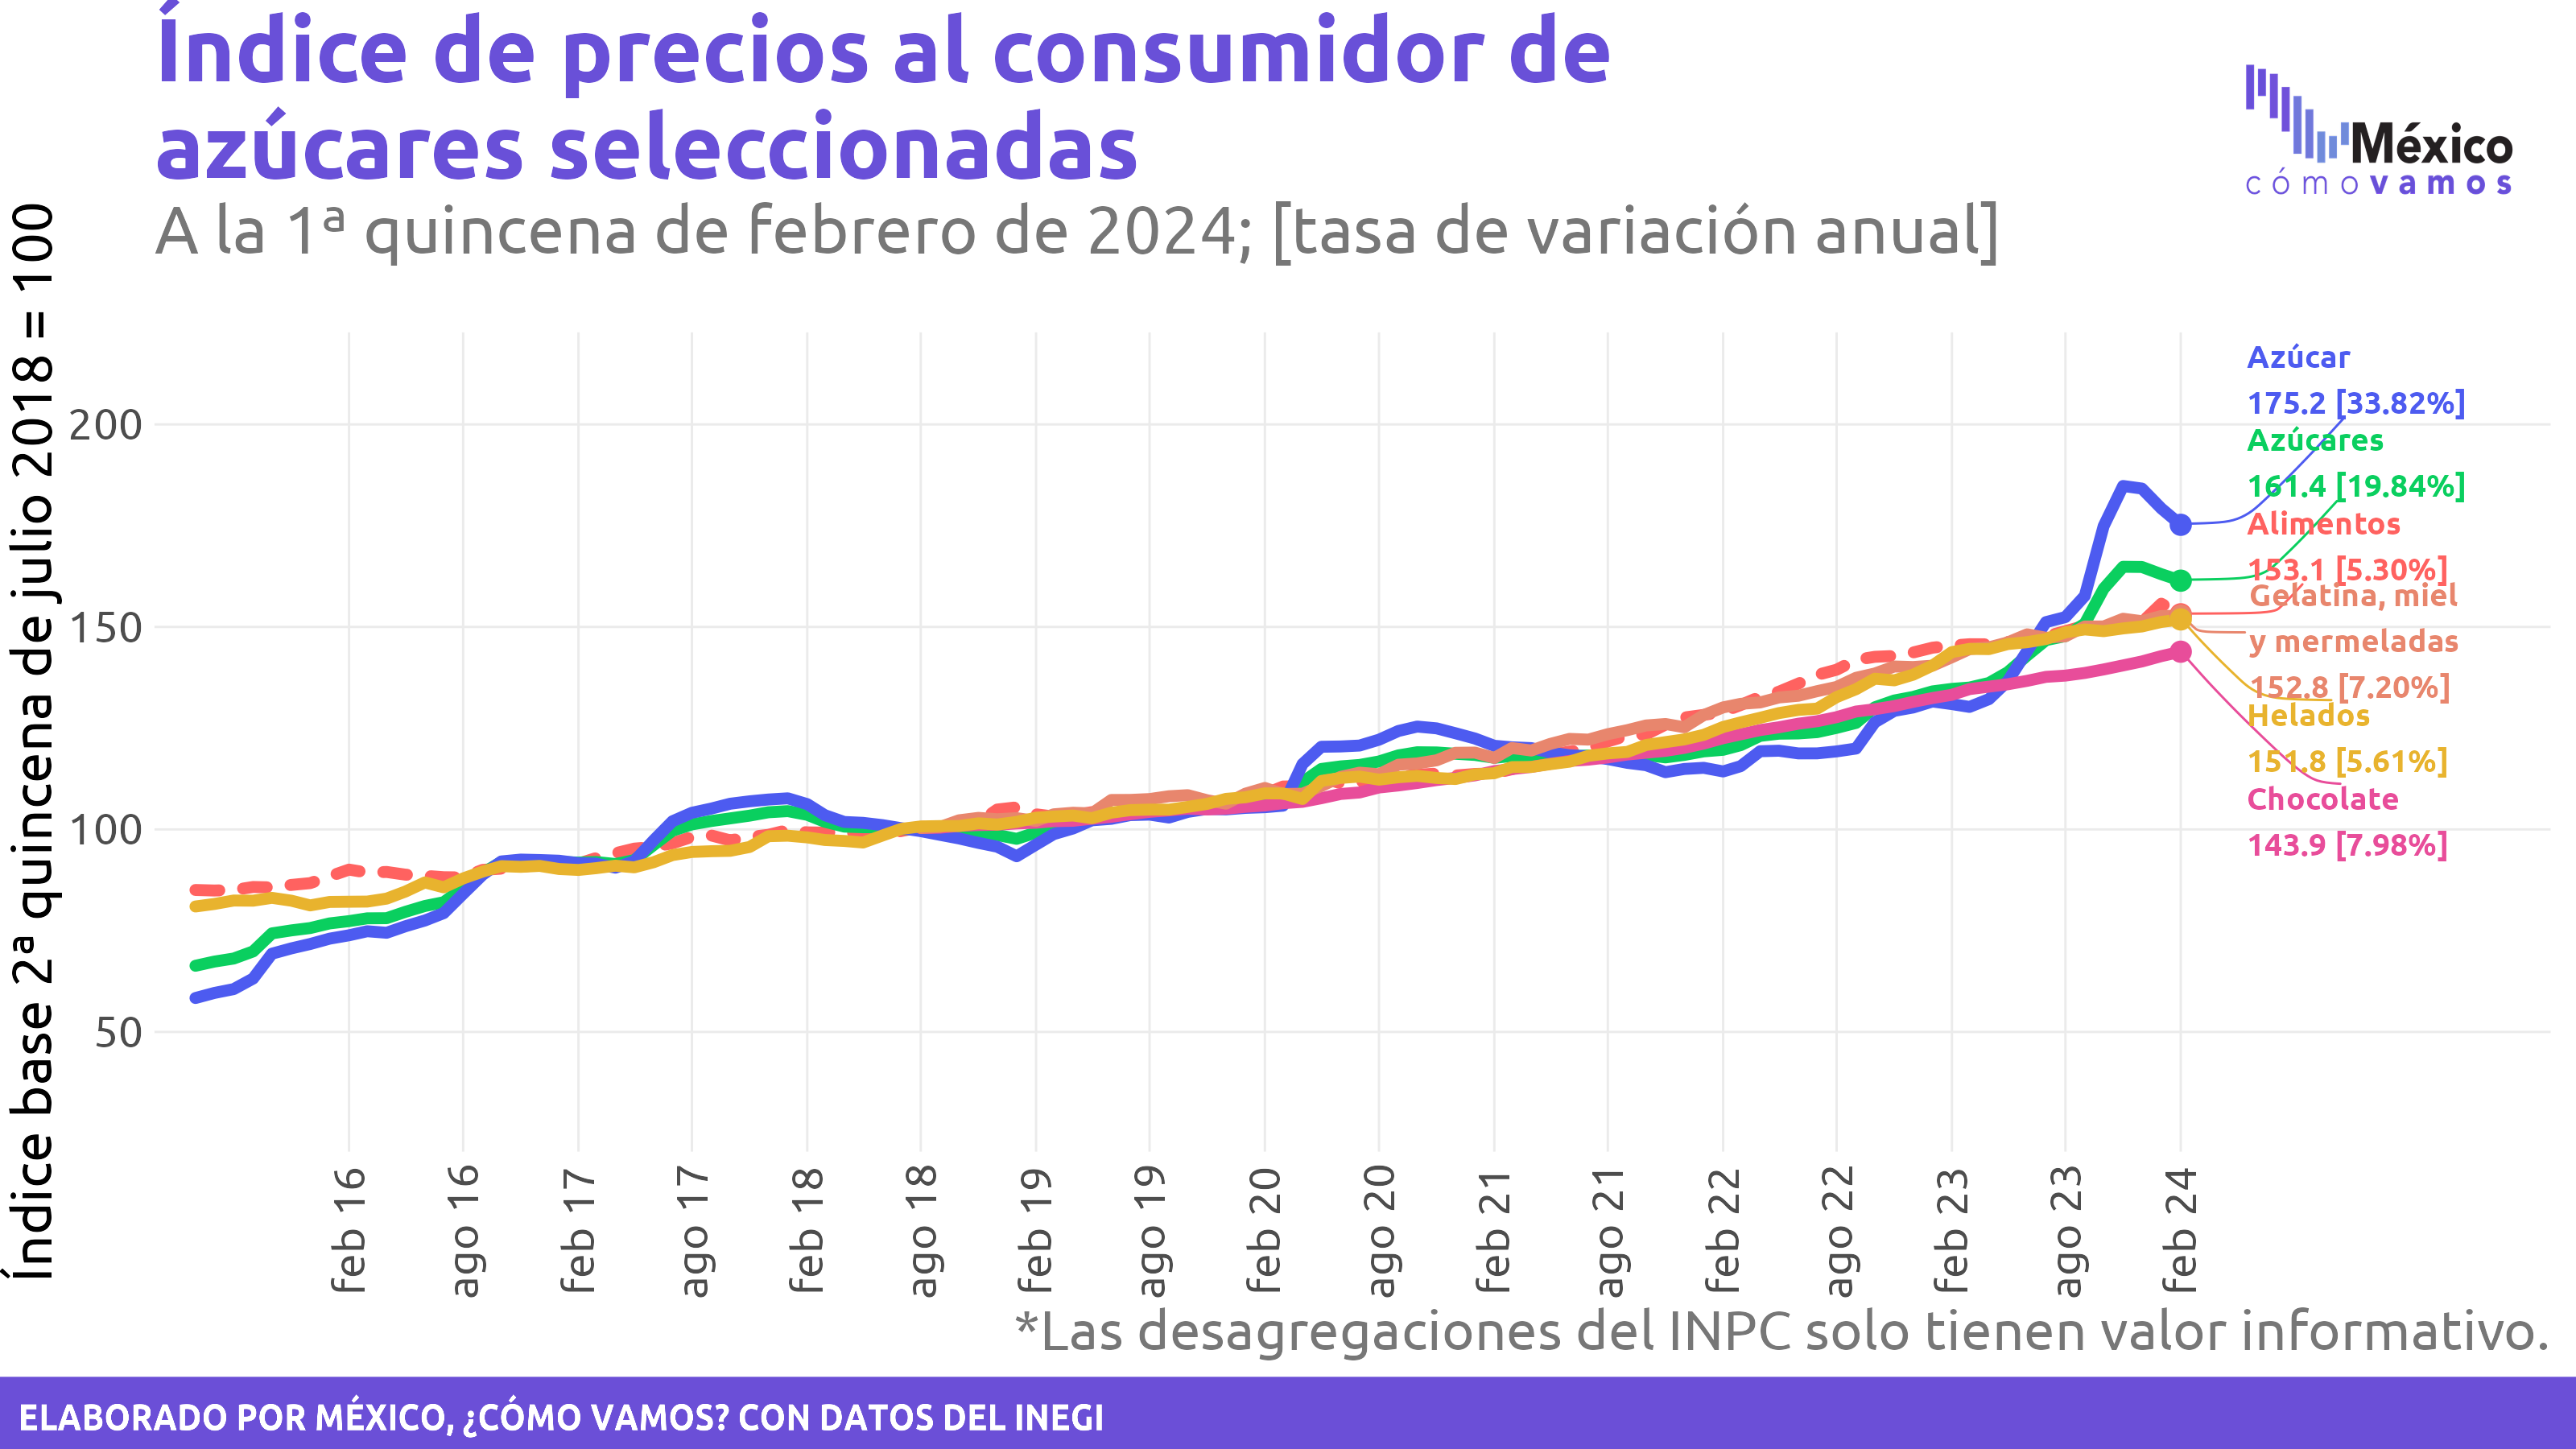 Índice de precios al consumidor de
azúcares seleccionadas
A la 1ª quincena de febrero de 2024; [tasa de variación anual]
México
cómo vamos
Índice base 2ª quincena de julio 2018 = 100
200
150
100
50
Azúcar
175.2 [33.82%]
Azúcares
161.4 [19.84%]
Alimentos
153.1 [5.30%]
Gelatina, miel
y mermeladas
152.8 [7.20%]
Helados
151.8 [5.61%]
Chocolate
143.9 [7.98%]
feb 16
ago 16
feb 17
ago 17
feb 18
ago 18
feb 19
ago 19
feb 20
ago 20
feb 21
ago 21
feb 22
ago 22
feb 23
ago 23
feb 24
*Las desagregaciones del INPC solo tienen valor informativo.
ELABORADO POR MÉXICO, ¿CÓMO VAMOS? CON DATOS DEL INEGI